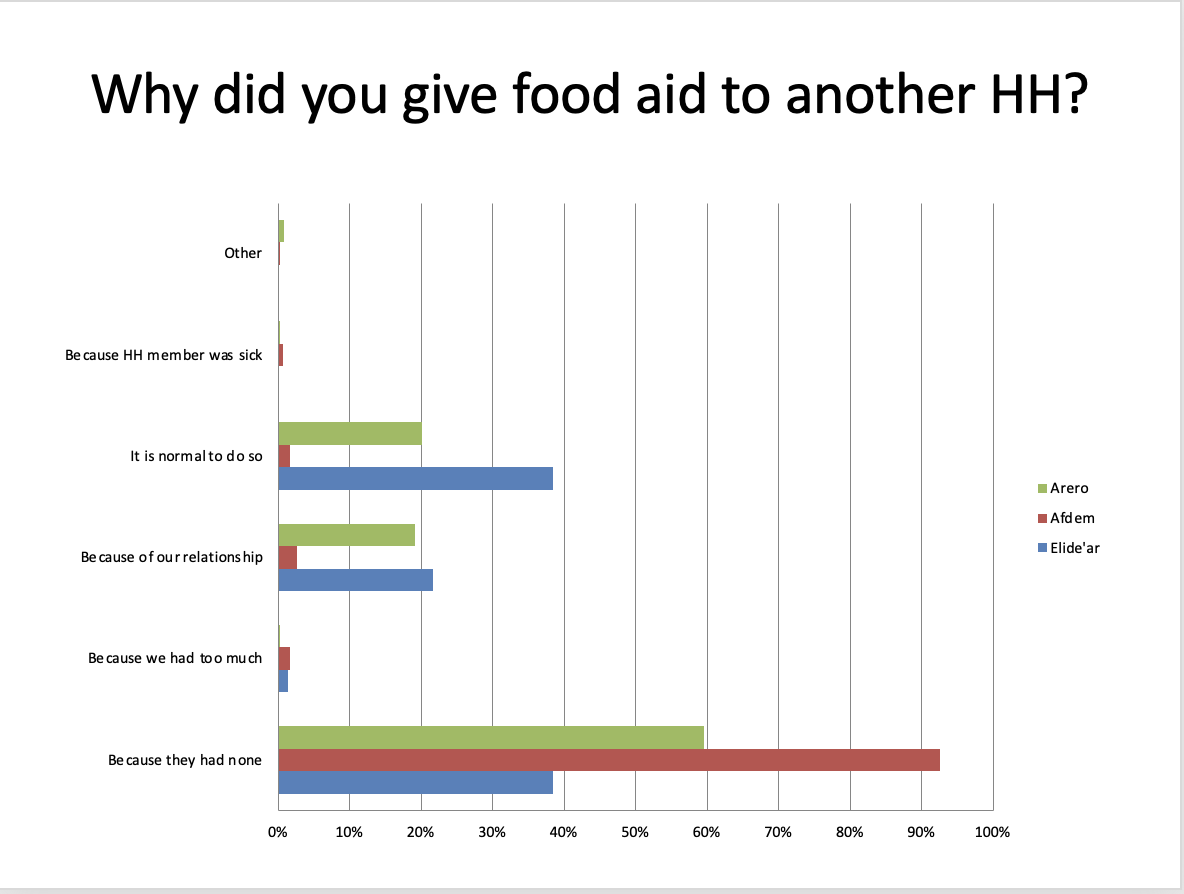 Why did you give food aid to another HH?
Other
Because HH member was sick
It is normal to do so
Because of our relationship
Because we had too much
Because they had none
0% 10% 20% 30% 40% 50% 60% 70% 80% 90% 100%
Arero
Afdem
Elide'ar